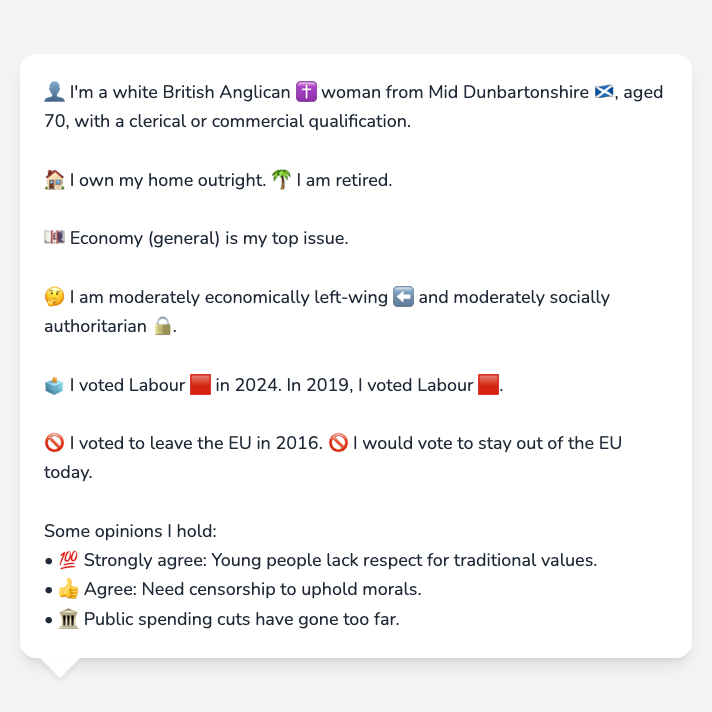 👤 I'm a white British Anglican ✝️ woman from Mid Dunbartonshire 🏴󠁧󠁢󠁳󠁣󠁴󠁿, aged
70, with a clerical or commercial qualification.
🏠 I own my home outright. 🌴 I am retired.
💷 Economy (general) is my top issue.
🤔 I am moderately economically left-wing ⬅️ and moderately socially
authoritarian 🔒.
🗳️ I voted Labour 🟥 in 2024. In 2019, I voted Labour 🟥.
🚫 I voted to leave the EU in 2016. 🚫 I would vote to stay out of the EU
today.
Some opinions I hold:
• 💯 Strongly agree: Young people lack respect for traditional values.
• 👍 Agree: Need censorship to uphold morals.
• 🏛️ Public spending cuts have gone too far.